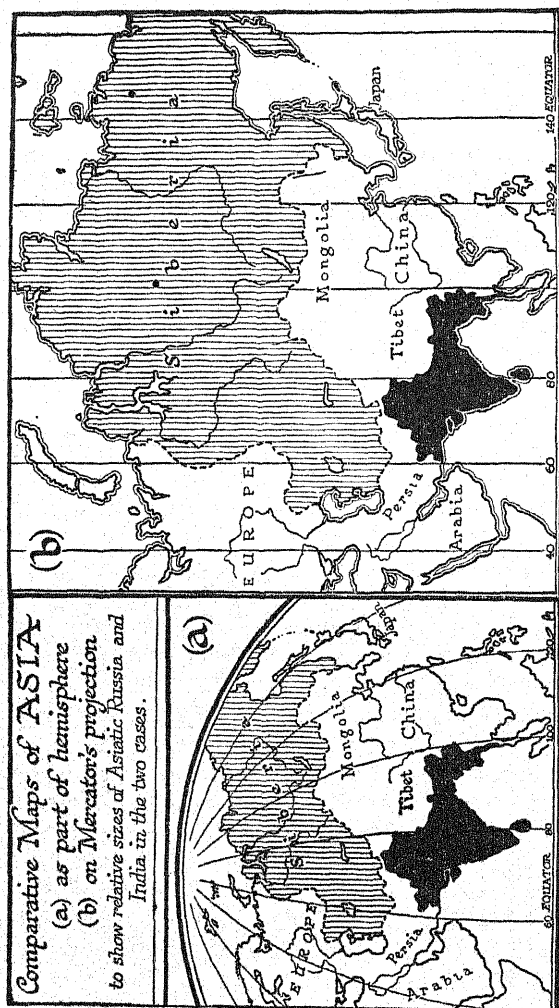 Comparative Maps of ASIA
(a) as part of hemisphere
(b) on Mercator's projection
to show relative sizes of Asiatic Russia and
India in the two cases.
(a)
EUROPE
Siberia
Mongolia
Japan
China
Tibet
Persia
Arabia
60 EQUATOR
80
100
120
(b)
EUROPE
Siberia
Mongolia
Japan
China
Tibet
Persia
Arabia
40
60
80
120
140 EQUATOR